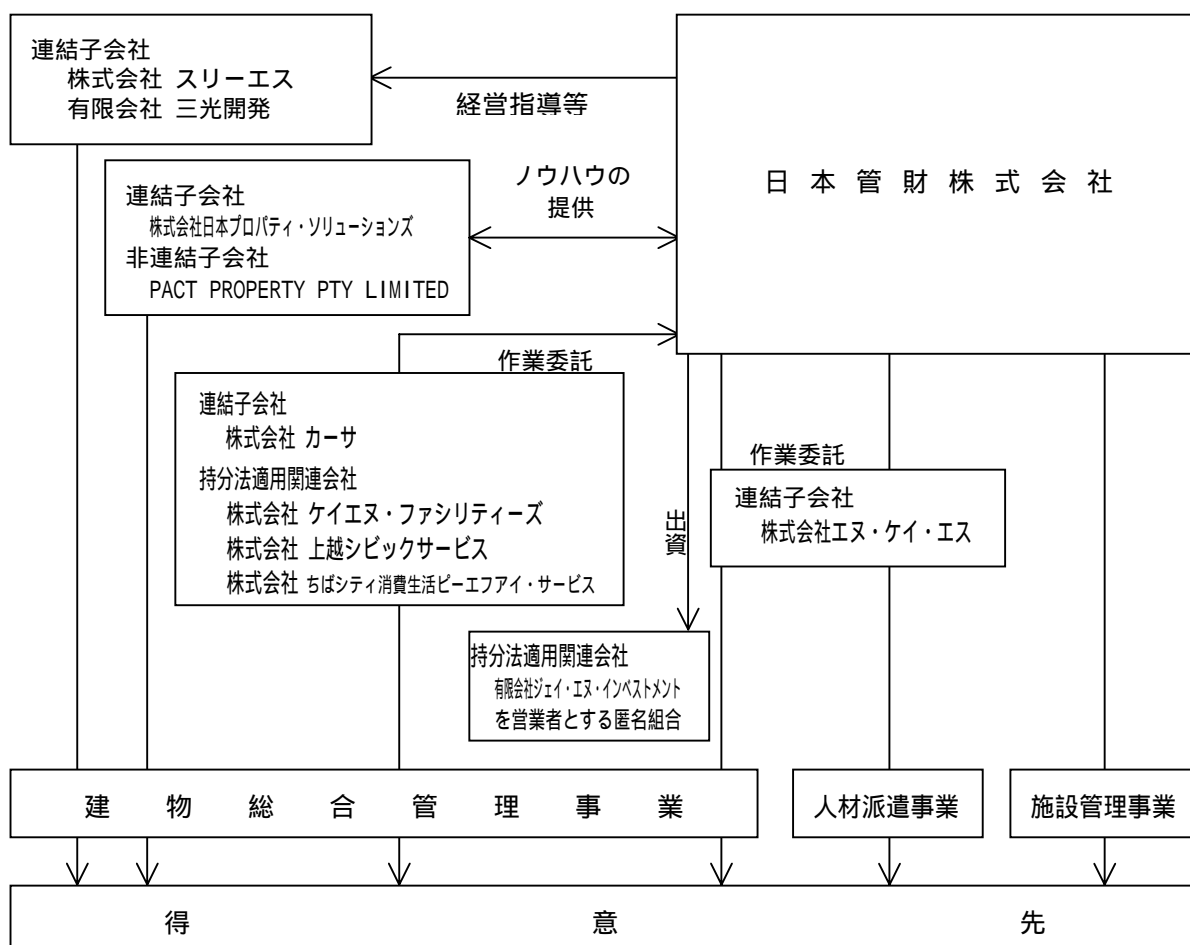 連結子会社
株式会社 スリーエス
有限会社 三光開発
経営指導等
日本管財株式会社
連結子会社
株式会社日本プロパティ・ソリューションズ
非連結子会社
PACT PROPERTY PTY LIMITED
ノウハウの
提供
作業委託
連結子会社
株式会社 カーサ
持分法適用関連会社
株式会社 ケイエヌ・ファシリティーズ
株式会社 上越シビックサービス
株式会社 ちばシティ消費生活ピーエフアイ・サービス
出資
作業委託
連結子会社
株式会社エヌ・ケイ・エス
持分法適用関連会社
有限会社ジェイ・エヌ・インベストメント
を営業者とする匿名組合
建物総合管理事業
人材派遣事業
施設管理事業
得意先